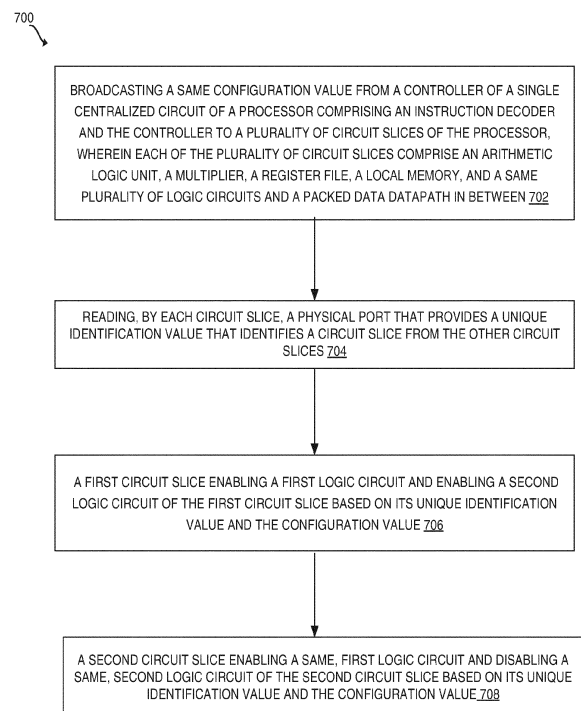 700
BROADCASTING A SAME CONFIGURATION VALUE FROM A CONTROLLER OF A SINGLE
CENTRALIZED CIRCUIT OF A PROCESSOR COMPRISING AN INSTRUCTION DECODER
AND THE CONTROLLER TO A PLURALITY OF CIRCUIT SLICES OF THE PROCESSOR,
WHEREIN EACH OF THE PLURALITY OF CIRCUIT SLICES COMPRISE AN ARITHMETIC
LOGIC UNIT, A MULTIPLIER, A REGISTER FILE, A LOCAL MEMORY, AND A SAME
PLURALITY OF LOGIC CIRCUITS AND A PACKED DATA DATAPATH IN BETWEEN 702
READING, BY EACH CIRCUIT SLICE, A PHYSICAL PORT THAT PROVIDES A UNIQUE
IDENTIFICATION VALUE THAT IDENTIFIES A CIRCUIT SLICE FROM THE OTHER CIRCUIT
SLICES 704
A FIRST CIRCUIT SLICE ENABLING A FIRST LOGIC CIRCUIT AND ENABLING A SECOND
LOGIC CIRCUIT OF THE FIRST CIRCUIT SLICE BASED ON ITS UNIQUE IDENTIFICATION
VALUE AND THE CONFIGURATION VALUE 706
A SECOND CIRCUIT SLICE ENABLING A SAME, FIRST LOGIC CIRCUIT AND DISABLING A
SAME, SECOND LOGIC CIRCUIT OF THE SECOND CIRCUIT SLICE BASED ON ITS UNIQUE
IDENTIFICATION VALUE AND THE CONFIGURATION VALUE 708